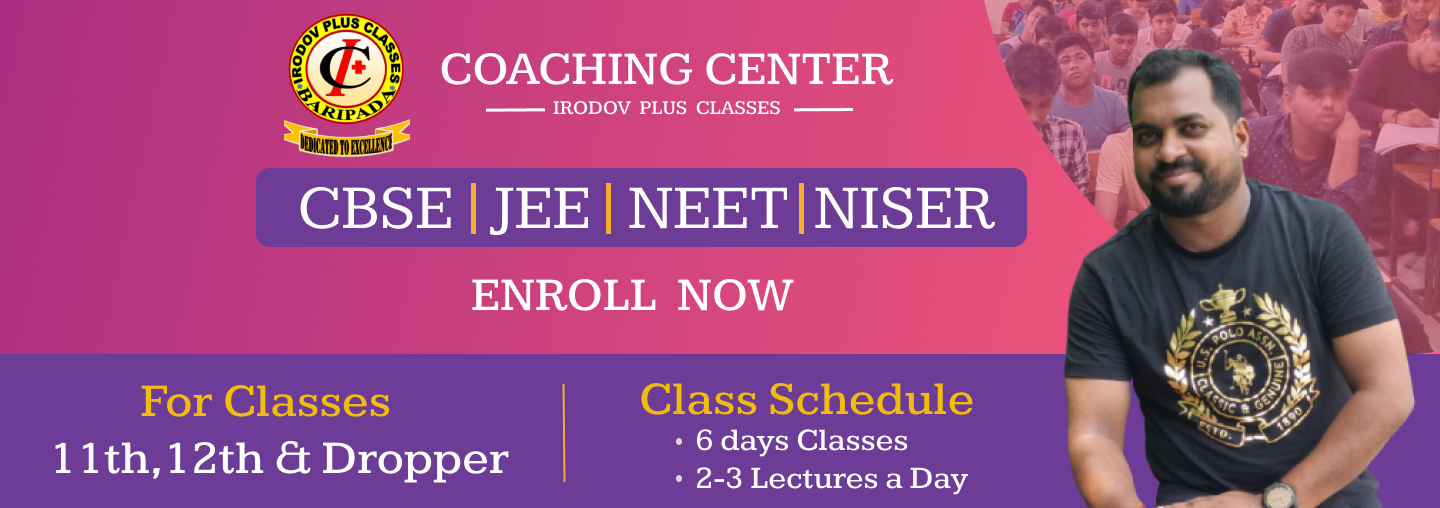 IRODOV PLUS CLASSES
BARIPADA
DEDICATED TO EXCELLENCE
COACHING CENTER
IRODOV PLUS CLASSES
CBSE | JEE | NEET | NISER
ENROLL NOW
For Classes
11th,12th & Dropper
Class Schedule
• 6 days Classes
• 2-3 Lectures a Day
U.S. POLO ASSN.
CLASSIC & GENUINE
ESTD. 1890